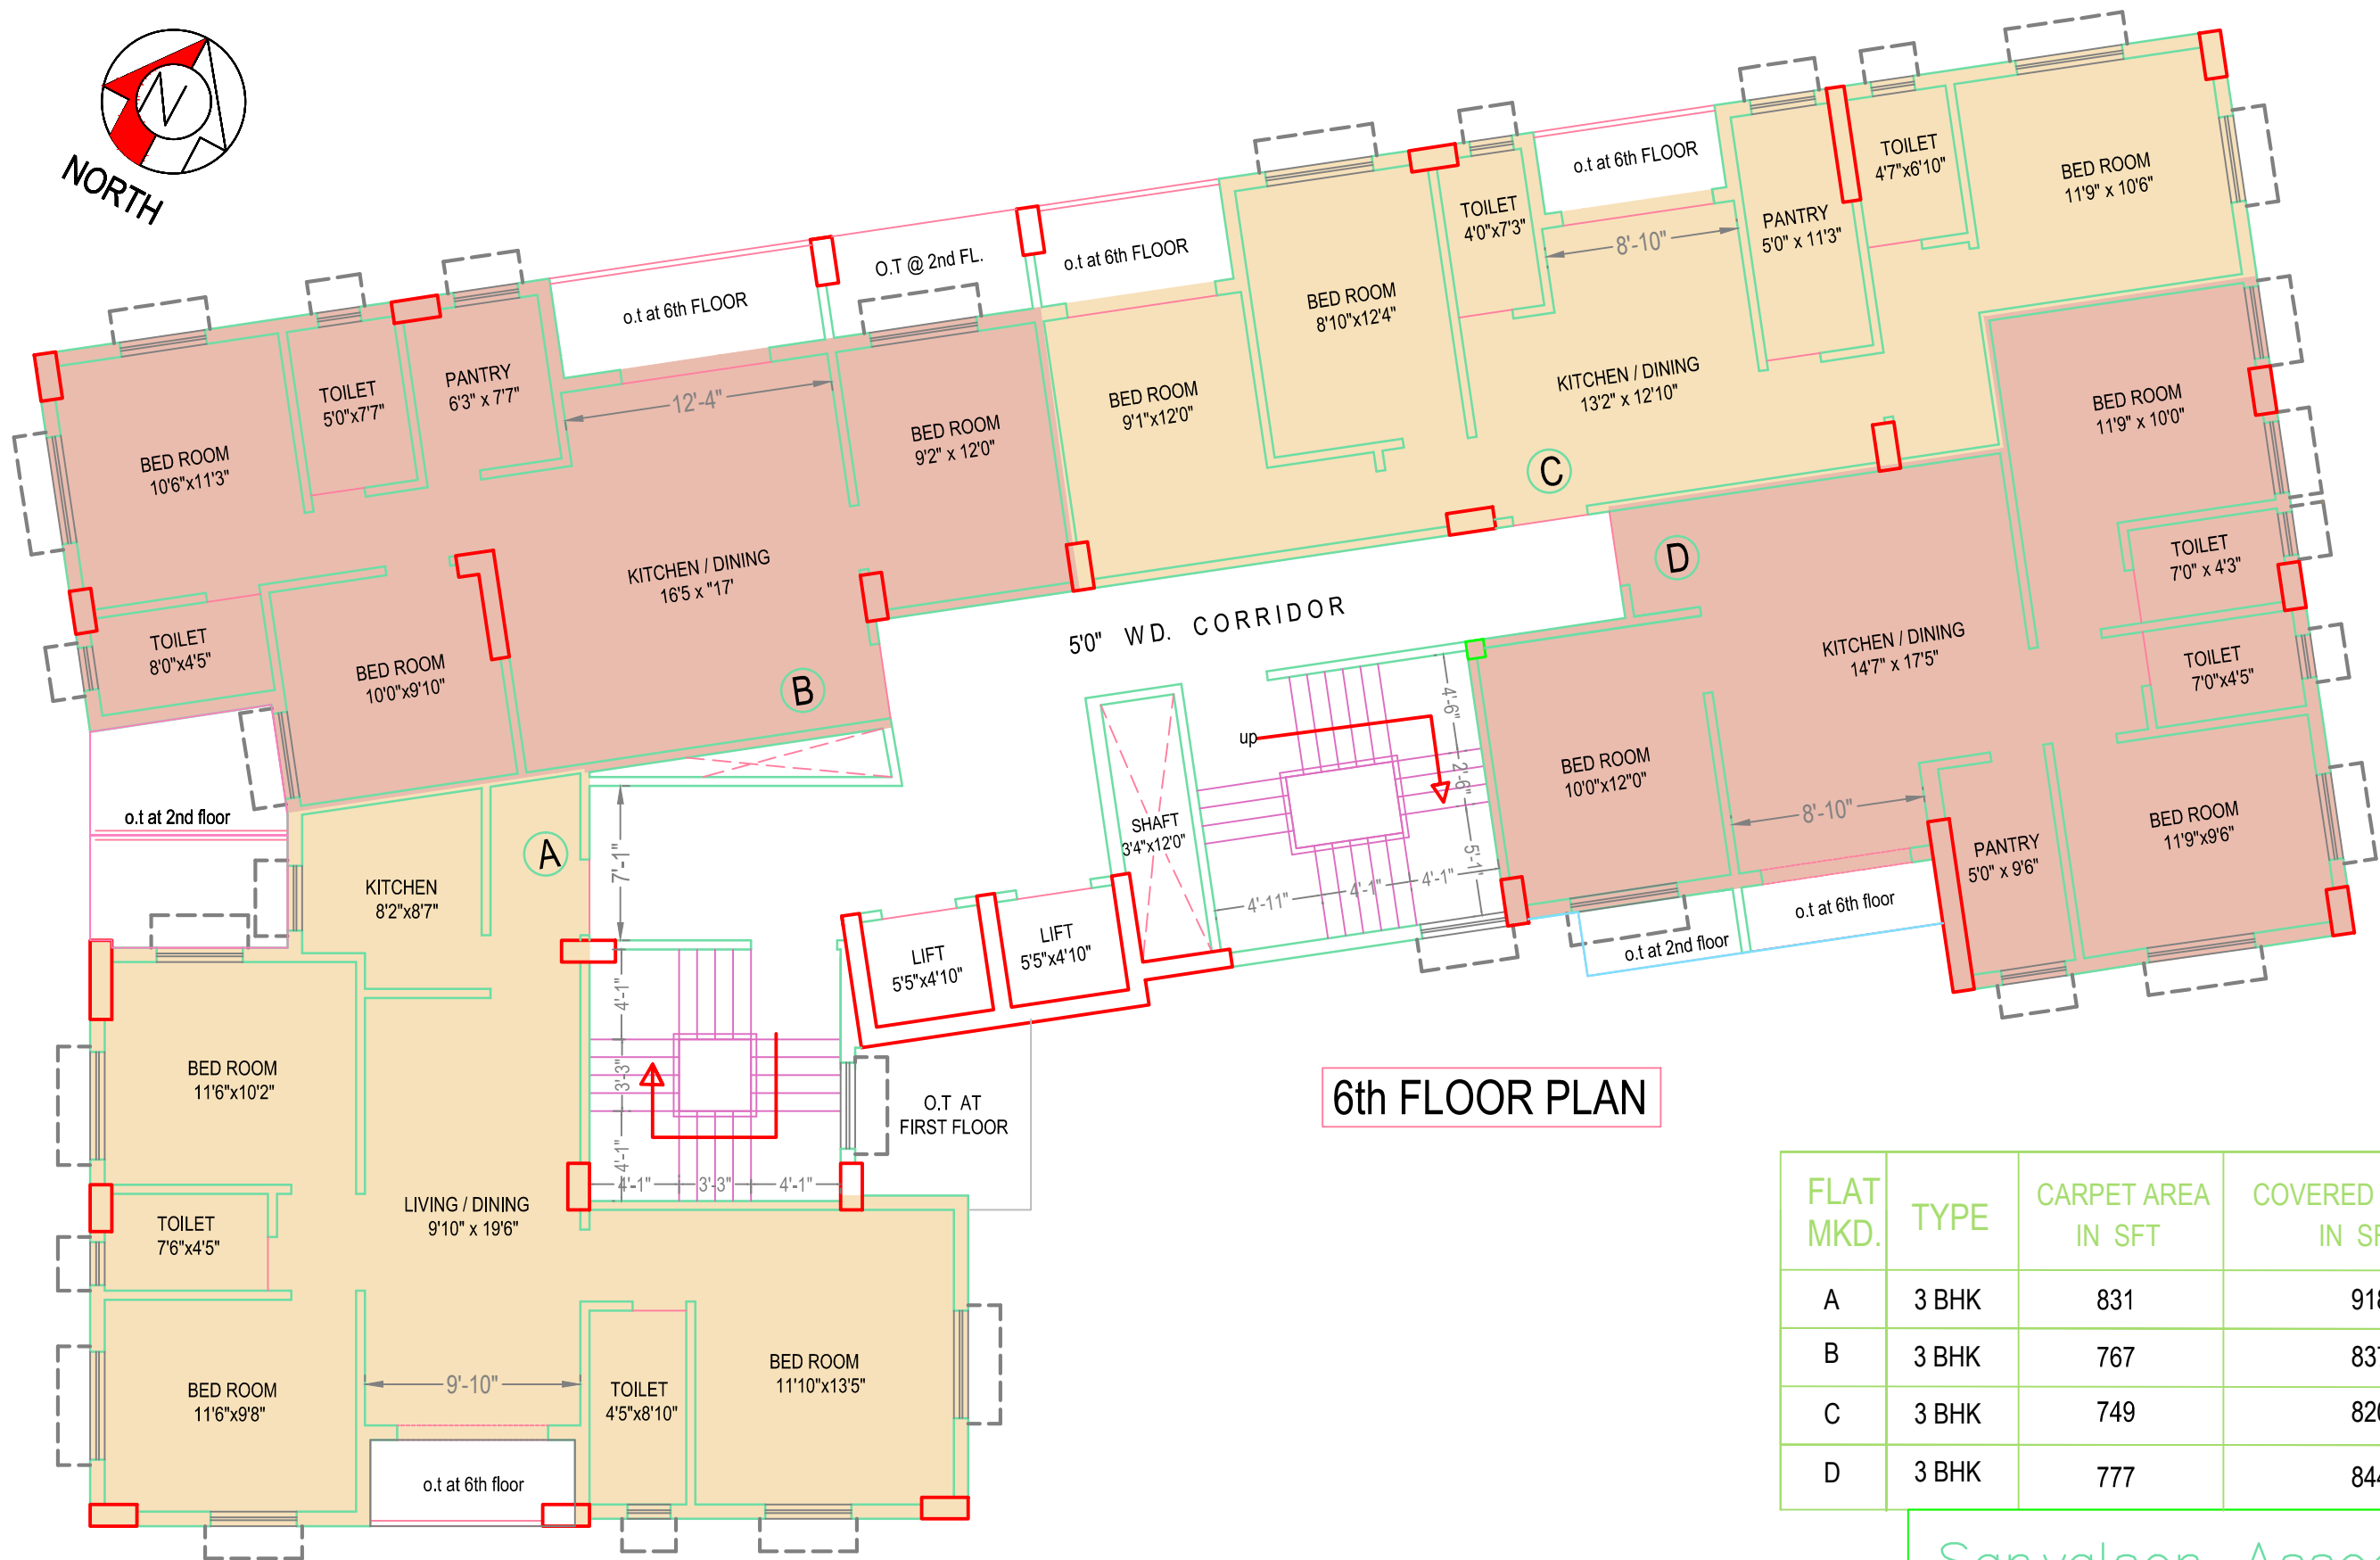 N
NORTH
BED ROOM
10'6"x11'3"
TOILET
5'0"x7'7"
PANTRY
6'3" x 7'7"
o.t at 6th FLOOR
12'-4"
O.T @ 2nd FL.
BED ROOM
9'2" x 12'0"
KITCHEN / DINING
16'5 x "17'
TOILET
8'0"x4'5"
BED ROOM
10'0"x9'10"
B
o.t at 6th FLOOR
BED ROOM
9'1"x12'0"
BED ROOM
8'10"x12'4"
TOILET
4'0"x7'3"
o.t at 6th FLOOR
8'-10"
PANTRY
5'0" x 11'3"
TOILET
4'7"x6'10"
BED ROOM
11'9" x 10'6"
KITCHEN / DINING
13'2" x 12'10"
C
D
BED ROOM
11'9" x 10'0"
TOILET
7'0" x 4'3"
TOILET
7'0"x4'5"
KITCHEN / DINING
14'7" x 17'5"
BED ROOM
10'0"x12"0"
8'-10"
PANTRY
5'0" x 9'6"
BED ROOM
11'9"x9'6"
o.t at 6th floor
o.t at 2nd floor
5'0" WD. CORRIDOR
up
4'-6"
2'-6"
5'-1"
4'-11"
4'-1"
4'-1"
SHAFT
3'4"x12'0"
LIFT
5'5"x4'10"
LIFT
5'5"x4'10"
o.t at 2nd floor
A
KITCHEN
8'2"x8'7"
7'-1"
4'-1"
3'-3"
4'-1"
4'-1"
3'-3"
4'-1"
O.T AT
FIRST FLOOR
BED ROOM
11'6"x10'2"
TOILET
7'6"x4'5"
LIVING / DINING
9'10" x 19'6"
BED ROOM
11'6"x9'8"
9'-10"
TOILET
4'5"x8'10"
BED ROOM
11'10"x13'5"
o.t at 6th floor
6th FLOOR PLAN
FLAT MKD. TYPE CARPET AREA IN SFT COVERED IN
A 3 BHK 831
B 3 BHK 767
C 3 BHK 749
D 3 BHK 777